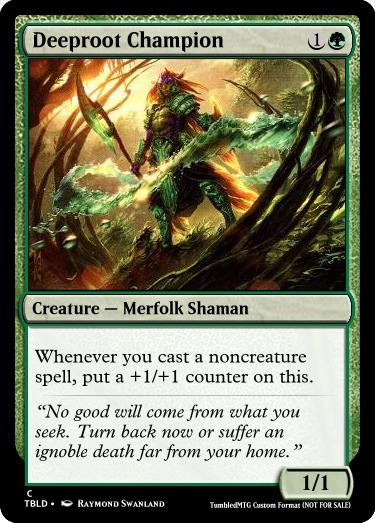 Deeproot Champion 1
Creature — Merfolk Shaman
Whenever you cast a noncreature
spell, put a +1/+1 counter on this.
“No good will come from what you
seek. Turn back now or suffer an
ignoble death far from your home.”
1/1
C
TBLD • Raymond Swanland
TumbledMTG Custom Format (NOT FOR SALE)